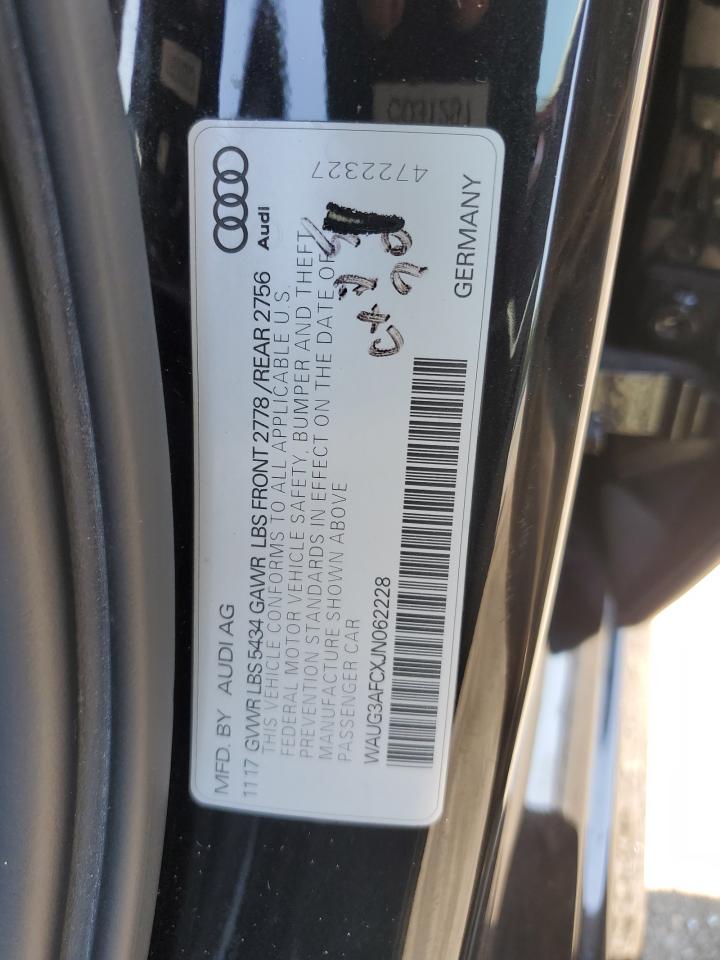 MFD. BY AUDI AG
11 17 GVWR LBS 5434 GAWR LBS FRONT 2778 / REAR 2756
THIS VEHICLE CONFORMS TO ALL APPLICABLE U.S.
FEDERAL MOTOR VEHICLE SAFETY, BUMPER AND THEFT
PREVENTION STANDARDS IN EFFECT ON THE DATE OF
MANUFACTURE SHOWN ABOVE
PASSENGER CAR
WAUG3AFCXJN062228
Audi
4722327
GERMANY